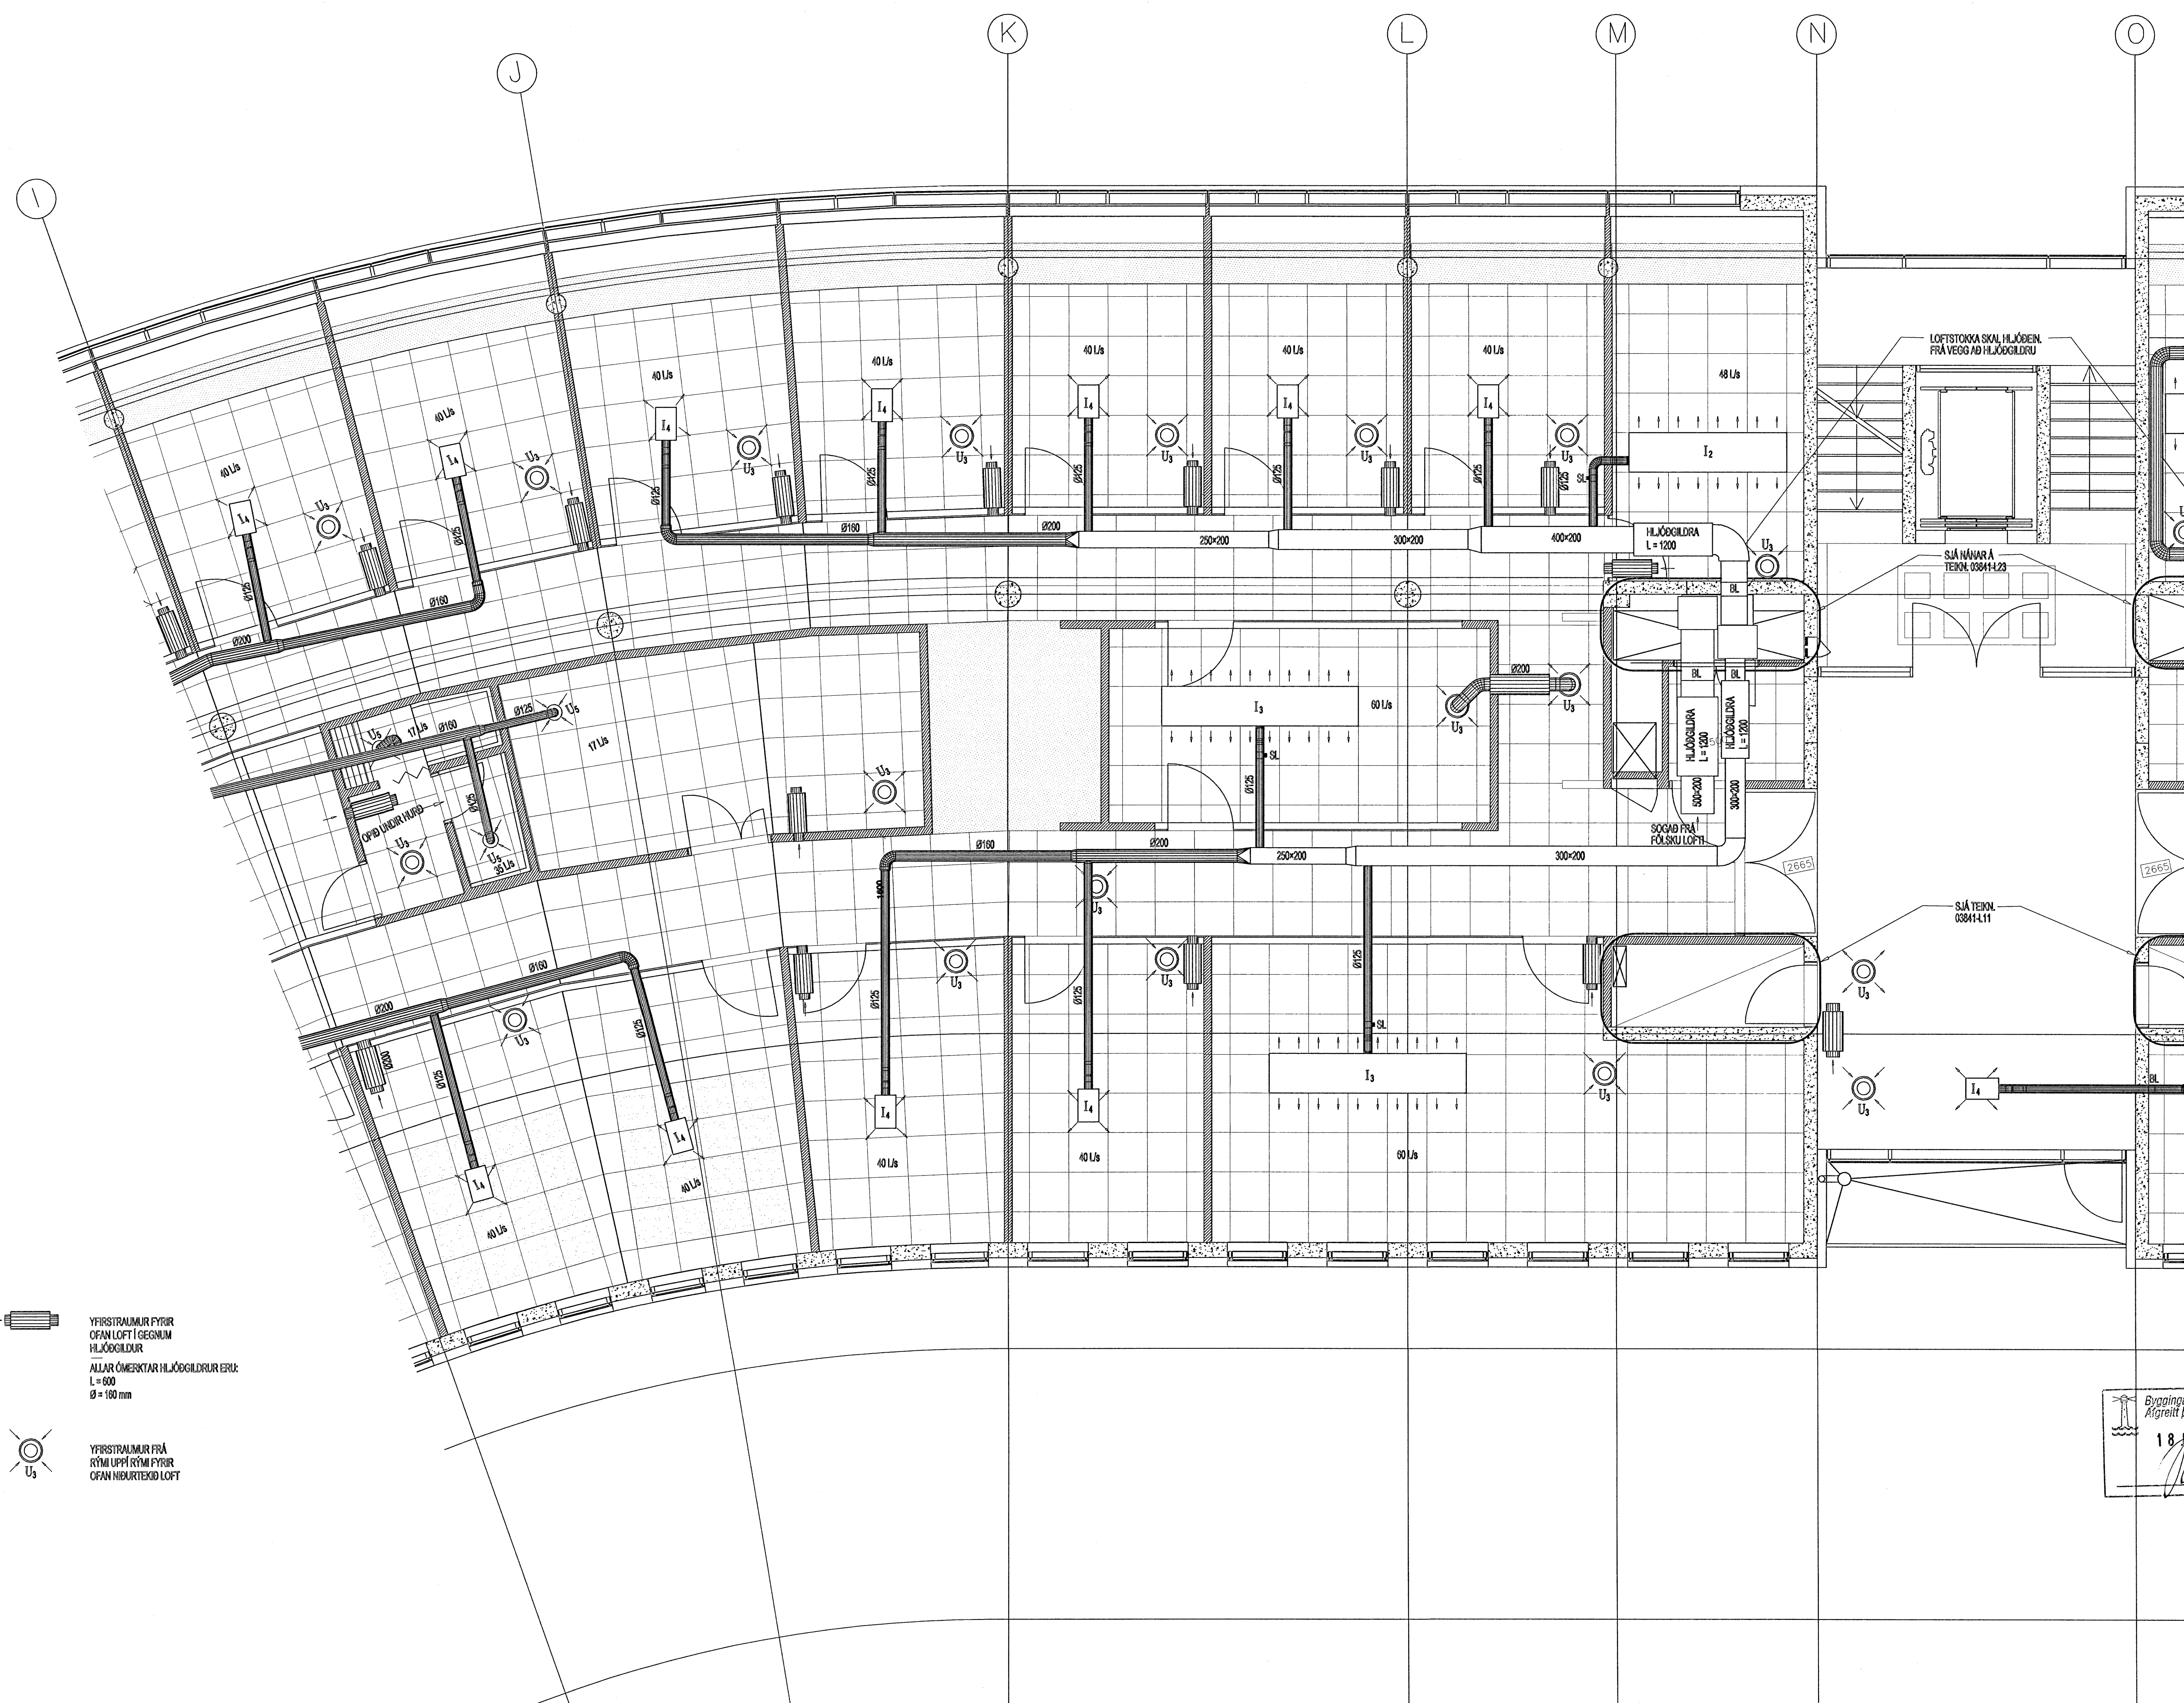 I
J
K
L
M
N
O
40 L/s
40 L/s
40 L/s
40 L/s
40 L/s
40 L/s
40 L/s
48 L/s
I4
I4
I4
I4
I4
I4
I4
I2
U3
U3
U3
U3
U3
U3
U3
U3
SL
Ø125
Ø125
Ø125
Ø125
Ø125
Ø125
Ø125
Ø200
Ø160
Ø160
Ø200
250×200
300×200
400×200
HLJÓÐGILDRA
L = 1200
LOFTSTOKKA SKAL HLJÓÐEIN.
FRÁ VEGG AÐ HLJÓÐGILDRU
SJÁ NÁNAR Á
TEIKN. 03841-L23
BL
BL
BL
HLJÓÐGILDRA
L = 1200
HLJÓÐGILDRA
L = 1200
500×200
300×200
SOGAÐ FRÁ
FÖLSKU LOFTI
I3
60 L/s
SL
Ø125
Ø200
U3
U3
U5
17 L/s
Ø160
Ø125
U5
17 L/s
Ø125
OPIÐ UNDIR HURÐ
U3
U5
35 L/s
U3
Ø160
Ø200
250×200
300×200
1800
U3
2665
2665
SJÁ TEIKN.
03841-L11
Ø160
Ø200
Ø200
U3
Ø125
Ø125
I4
I4
40 L/s
40 L/s
U3
U3
Ø125
Ø125
Ø125
SL
I4
I4
I3
40 L/s
40 L/s
60 L/s
U3
U3
U3
I4
BL
YFIRSTRAUMUR FYRIR
OFAN LOFT Í GEGNUM
HLJÓÐGILDUR
ALLAR ÓMERKTAR HLJÓÐGILDRUR ERU:
L = 600
Ø = 160 mm
U3
YFIRSTRAUMUR FRÁ
RÝMI UPPÍ RÝMI FYRIR
OFAN NIÐURTEKIÐ LOFT
Afgreitt
18